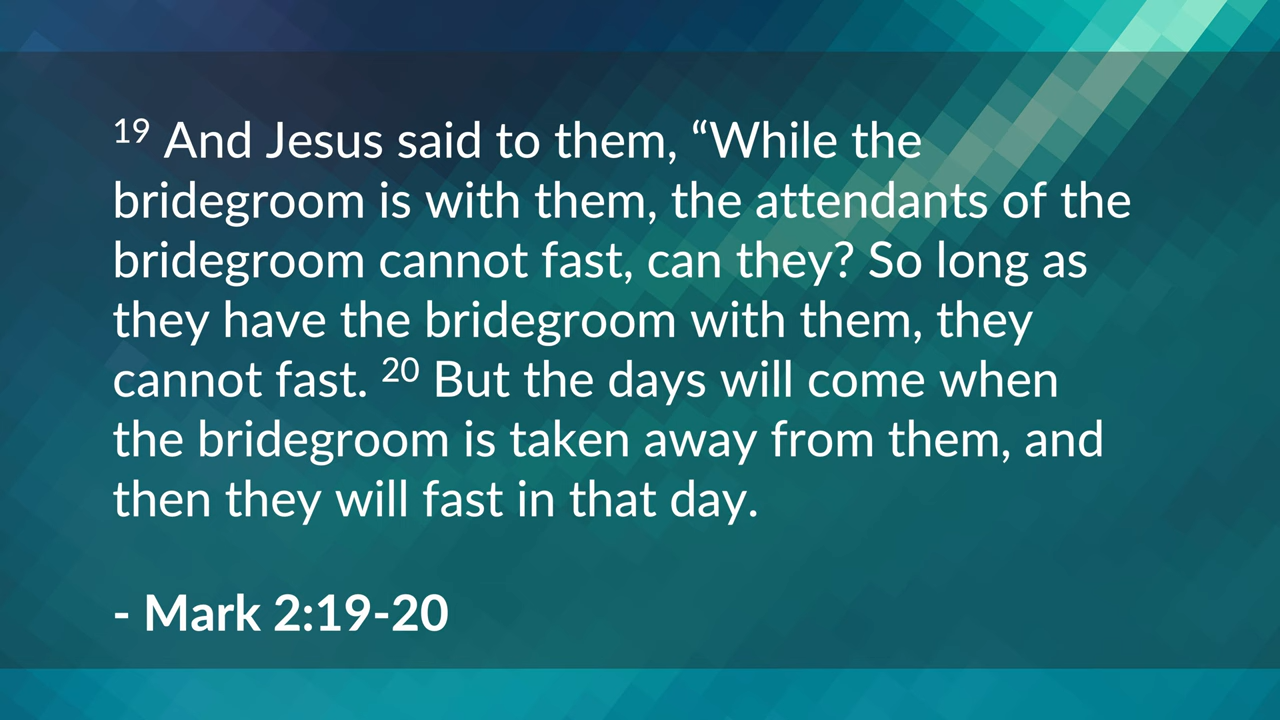 19 And Jesus said to them, “While the
bridegroom is with them, the attendants of the
bridegroom cannot fast, can they? So long as
they have the bridegroom with them, they
cannot fast. 20 But the days will come when
the bridegroom is taken away from them, and
then they will fast in that day.
- Mark 2:19-20